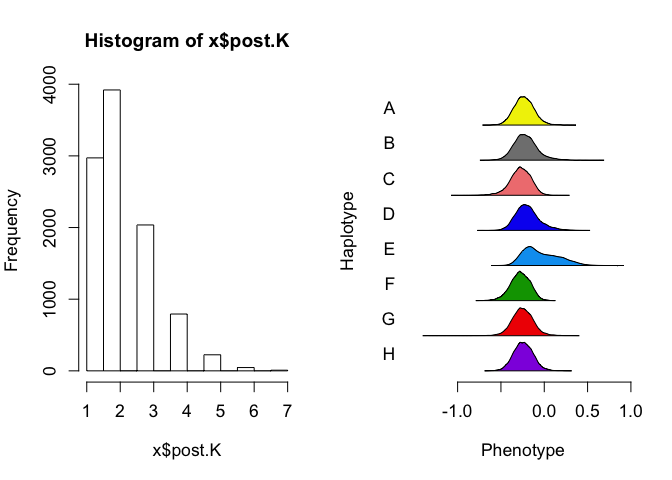 Histogram of x$post.K
Frequency
0
1000
2000
3000
4000
1 2 3 4 5 6 7
x$post.K
Haplotype
A
B
C
D
E
F
G
H
-1.0 0.0 0.5 1.0
Phenotype